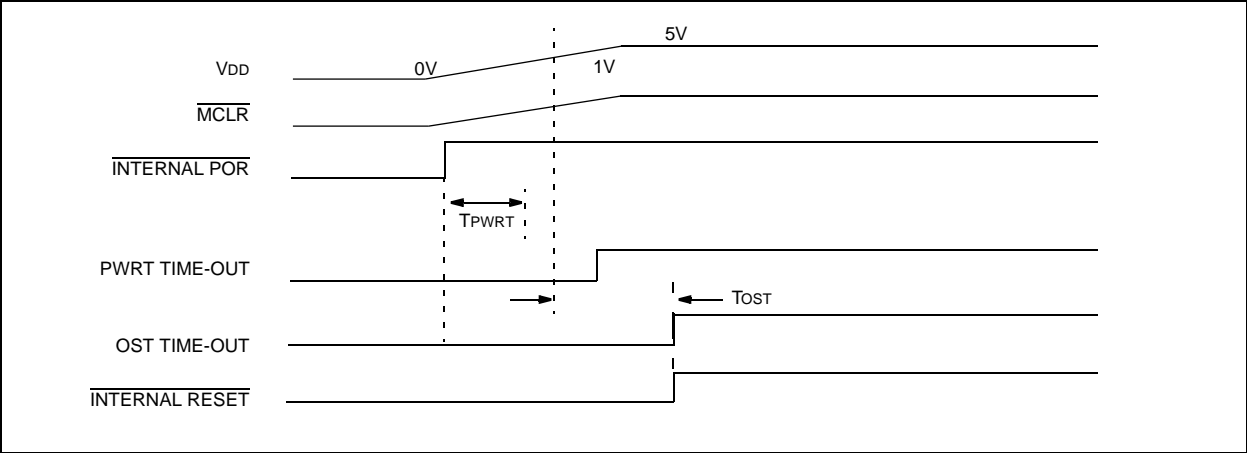 5V
VDD 0V 1V
MCLR
INTERNAL POR
TPWRT
PWRT TIME-OUT
TOST
OST TIME-OUT
INTERNAL RESET